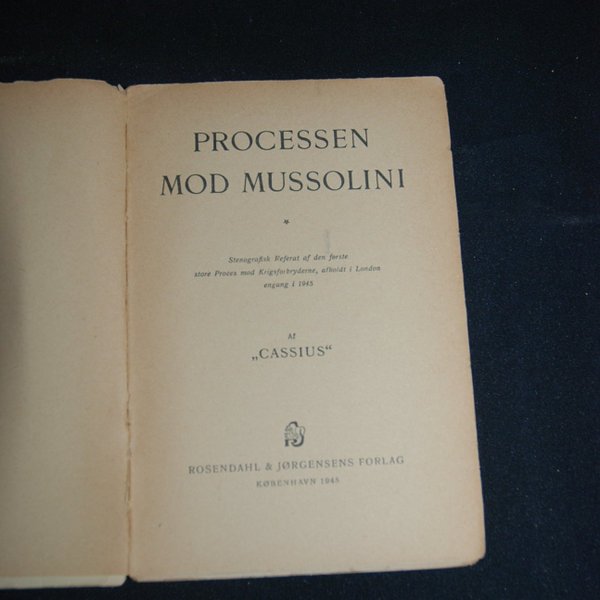 PROCESSEN
MOD MUSSOLINI
*
Stenografisk Referat af den første
store Proces mod Krigsforbryderne, afholdt i London
engang i 1945
Af
„CASSIUS“
ROSENDAHL & JØRGENSENS FORLAG
KØBENHAVN 1945